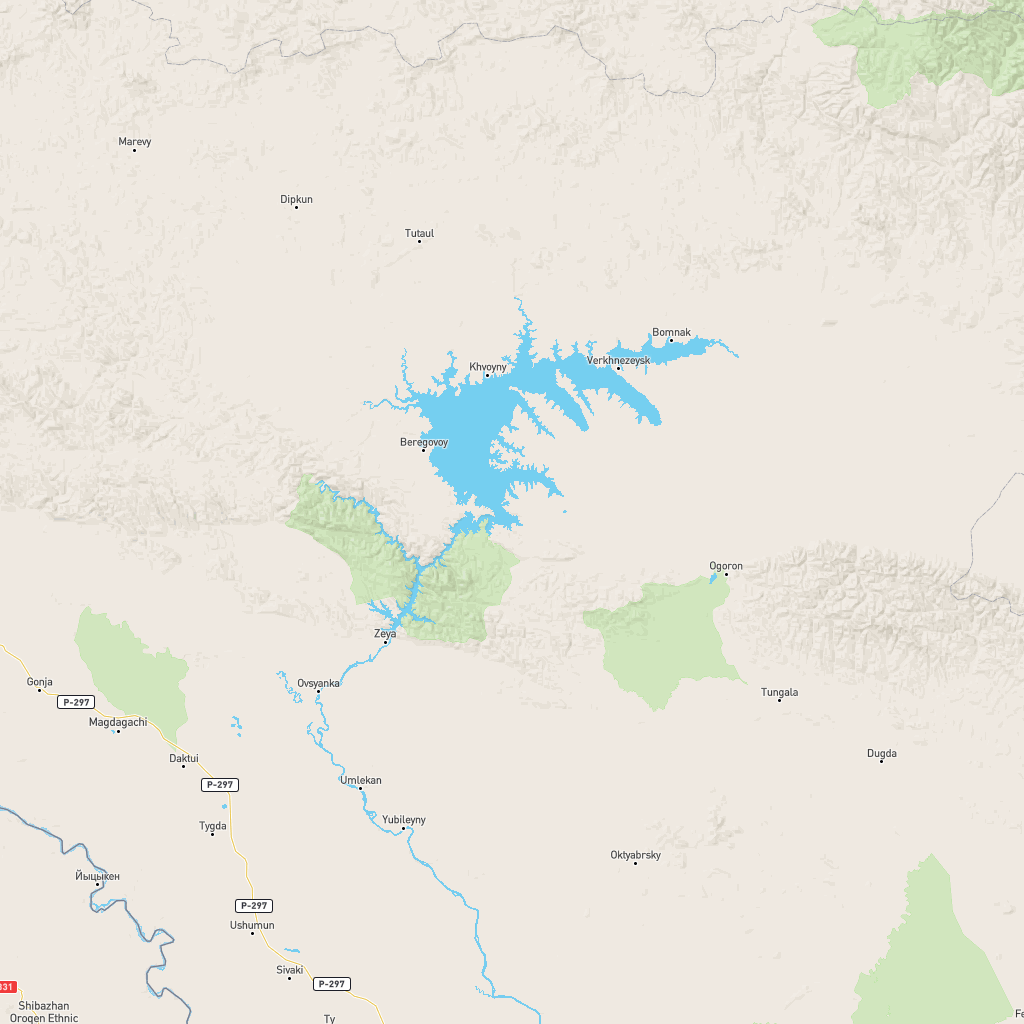 Marevy
Dipkun
Tutaul
Bomnak
Verkhnezeysk
Khvoyny
Beregovoy
Ogoron
Zeya
Gonja
Ovsyanka
Tungala
P-297
Magdagachi
Daktui
Dugda
P-297
Umlekan
Yubileyny
Tygda
Oktyabrsky
Йыцыкен
P-297
Ushumun
Sivaki
P-297
331
Shibazhan
Oroqen Ethnic
Ty
Fe